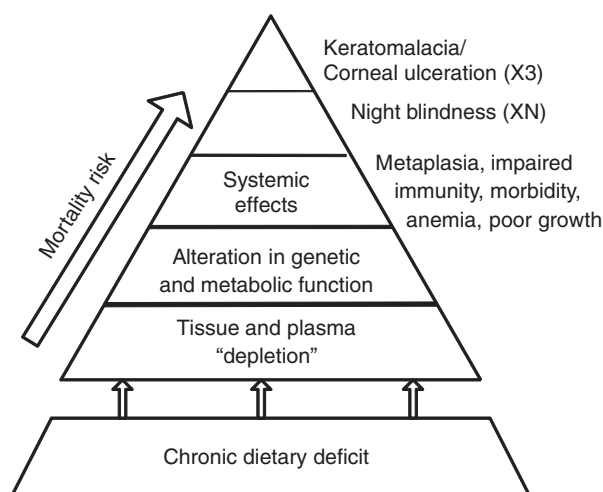 Keratomalacia/
Corneal ulceration (X3)
Night blindness (XN)
Metaplasia, impaired
immunity, morbidity,
anemia, poor growth
Mortality risk
Systemic
effects
Alteration in genetic
and metabolic function
Tissue and plasma
“depletion”
Chronic dietary deficit